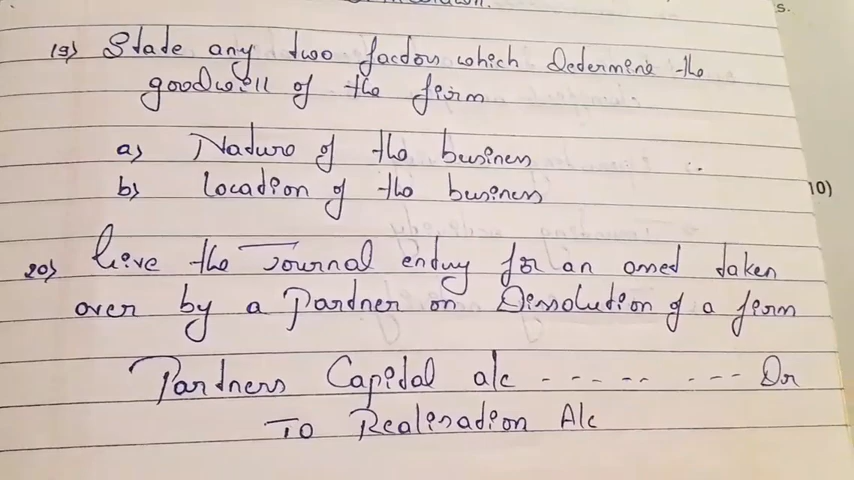 s.
19) State any two factors which Determine the
goodwill of the firm
a) Nature of the business
b) Location of the business
10)
20) Give the Journal entry for an asset taken
over by a Partner on Dissolution of a firm
Partners Capital a/c - - - - - - - - - Dr
To Realisation A/c